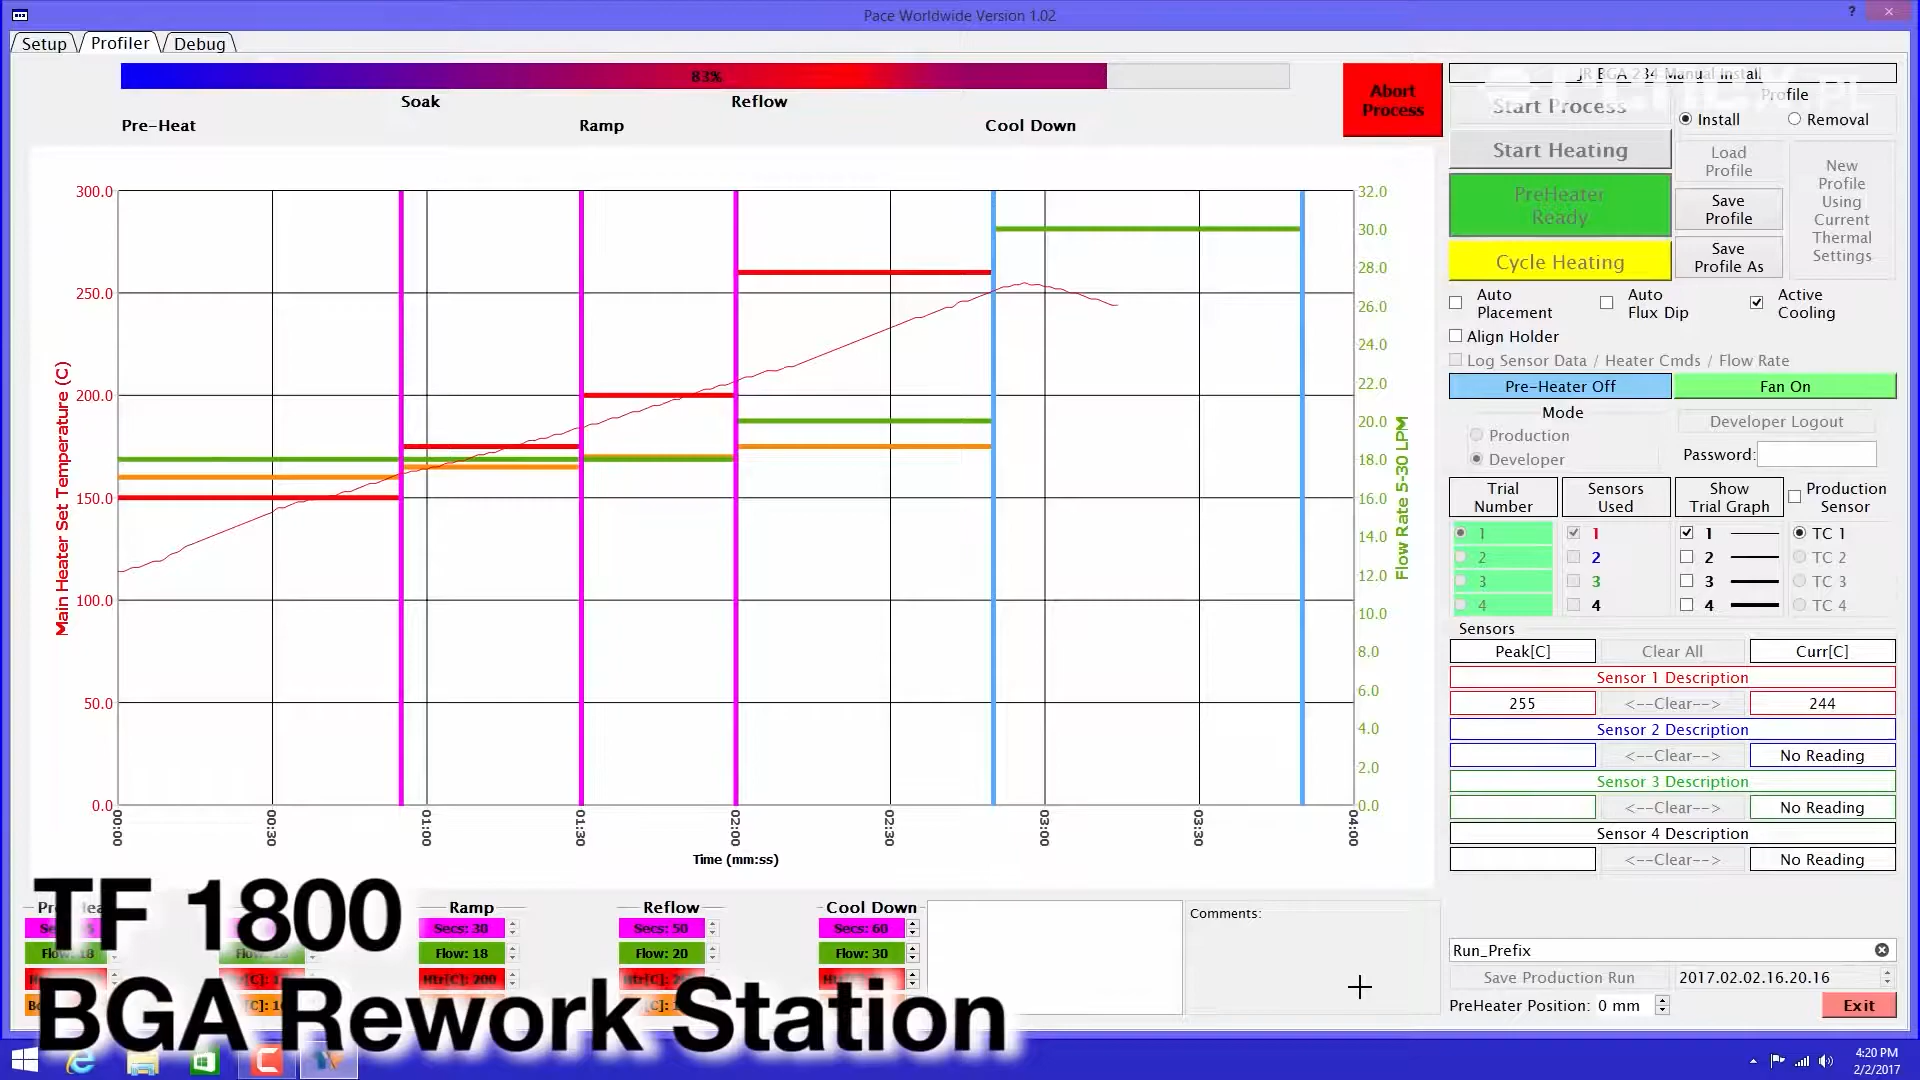 Pace Worldwide Version 1.02
?
Setup
Profiler
Debug
83%
Soak
Reflow
Pre-Heat
Ramp
Cool Down
Abort
Process
JR BGA 234 Manual Install
Start Process
Profile
Install
Removal
Start Heating
Load
Profile
New
Profile
Using
Current
Thermal
Settings
PreHeater
Ready
Save
Profile
Cycle Heating
Save
Profile As
Auto
Placement
Auto
Flux Dip
Active
Cooling
Align Holder
Log Sensor Data / Heater Cmds / Flow Rate
Pre-Heater Off
Fan On
Mode
Production
Developer
Developer Logout
Password:
Trial
Number
Sensors
Used
Show
Trial Graph
Production
Sensor
1 1 1 TC 1
2 2 2 TC 2
3 3 3 TC 3
4 4 4 TC 4
Sensors
Peak[C]
Clear All
Curr[C]
Sensor 1 Description
255
<--Clear-->
244
Sensor 2 Description
<--Clear-->
No Reading
Sensor 3 Description
<--Clear-->
No Reading
Sensor 4 Description
<--Clear-->
No Reading
Main Heater Set Temperature (C)
300.0
250.0
200.0
150.0
100.0
50.0
0.0
32.0
30.0
28.0
26.0
24.0
22.0
20.0
18.0
16.0
14.0
12.0
10.0
8.0
6.0
4.0
2.0
0.0
Flow Rate 5-30 LPM
00:00
00:30
01:00
01:30
02:00
02:30
03:00
03:30
04:00
Time (mm:ss)
Ramp
Secs: 30
Flow: 18
Htr[C]: 200
Reflow
Secs: 50
Flow: 20
Cool Down
Secs: 60
Flow: 30
Comments:
Run_Prefix
Save Production Run
2017.02.02.16.20.16
PreHeater Position: 0 mm
Exit
TF 1800
BGA Rework Station
4:20 PM
2/2/2017